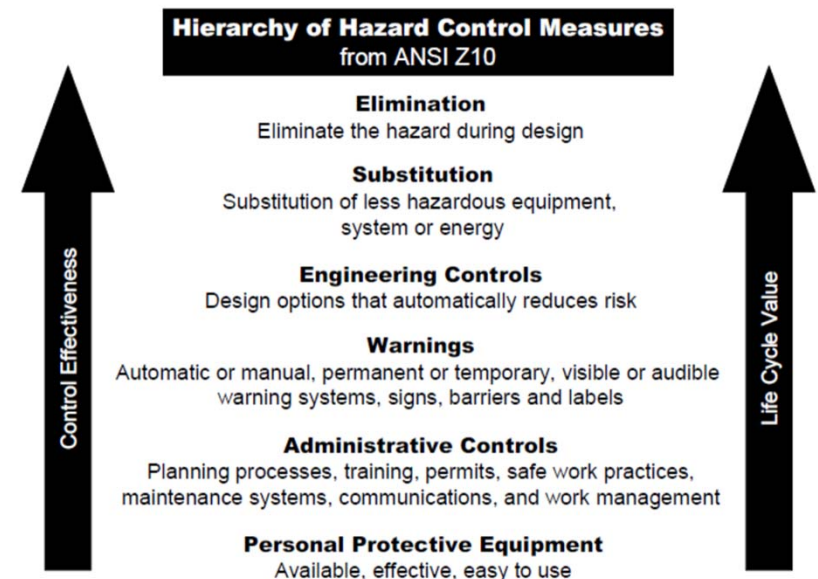 Hierarchy of Hazard Control Measures
from ANSI Z10
Elimination
Eliminate the hazard during design
Substitution
Substitution of less hazardous equipment,
system or energy
Engineering Controls
Design options that automatically reduces risk
Warnings
Automatic or manual, permanent or temporary, visible or audible
warning systems, signs, barriers and labels
Administrative Controls
Planning processes, training, permits, safe work practices,
maintenance systems, communications, and work management
Personal Protective Equipment
Available, effective, easy to use
Control Effectiveness
Life Cycle Value